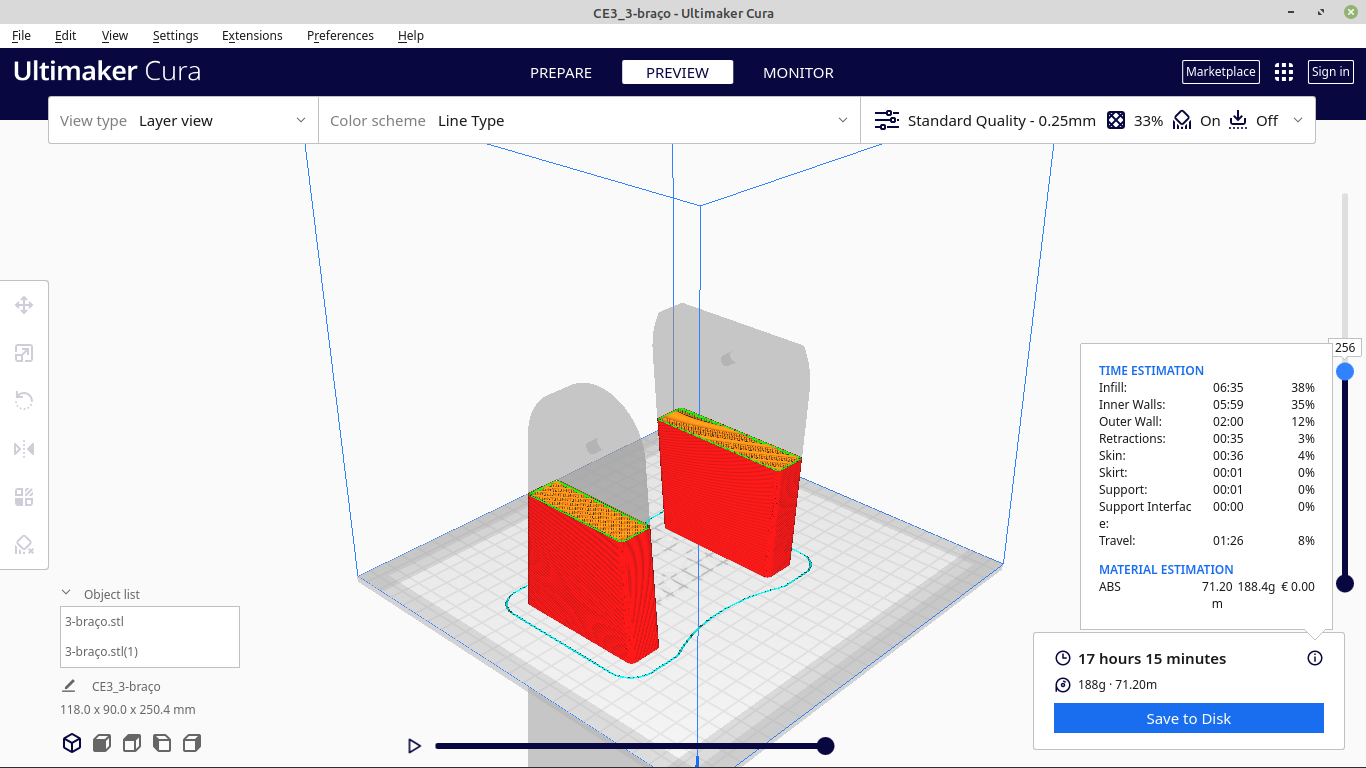 CE3_3-braço - Ultimaker Cura
File Edit View Settings Extensions Preferences Help
Ultimaker Cura PREPARE PREVIEW MONITOR Marketplace Sign in
View type Layer view Color scheme Line Type Standard Quality - 0.25mm 33% On Off
256
TIME ESTIMATION
Infill: 06:35 38%
Inner Walls: 05:59 35%
Outer Wall: 02:00 12%
Retractions: 00:35 3%
Skin: 00:36 4%
Skirt: 00:01 0%
Support: 00:01 0%
Support Interfac 00:00 0%
e:
Travel: 01:26 8%
MATERIAL ESTIMATION
ABS 71.20 188.4g € 0.00
m
Object list
3-braço.stl
3-braço.stl(1)
CE3_3-braço
118.0 x 90.0 x 250.4 mm
17 hours 15 minutes
188g · 71.20m
Save to Disk